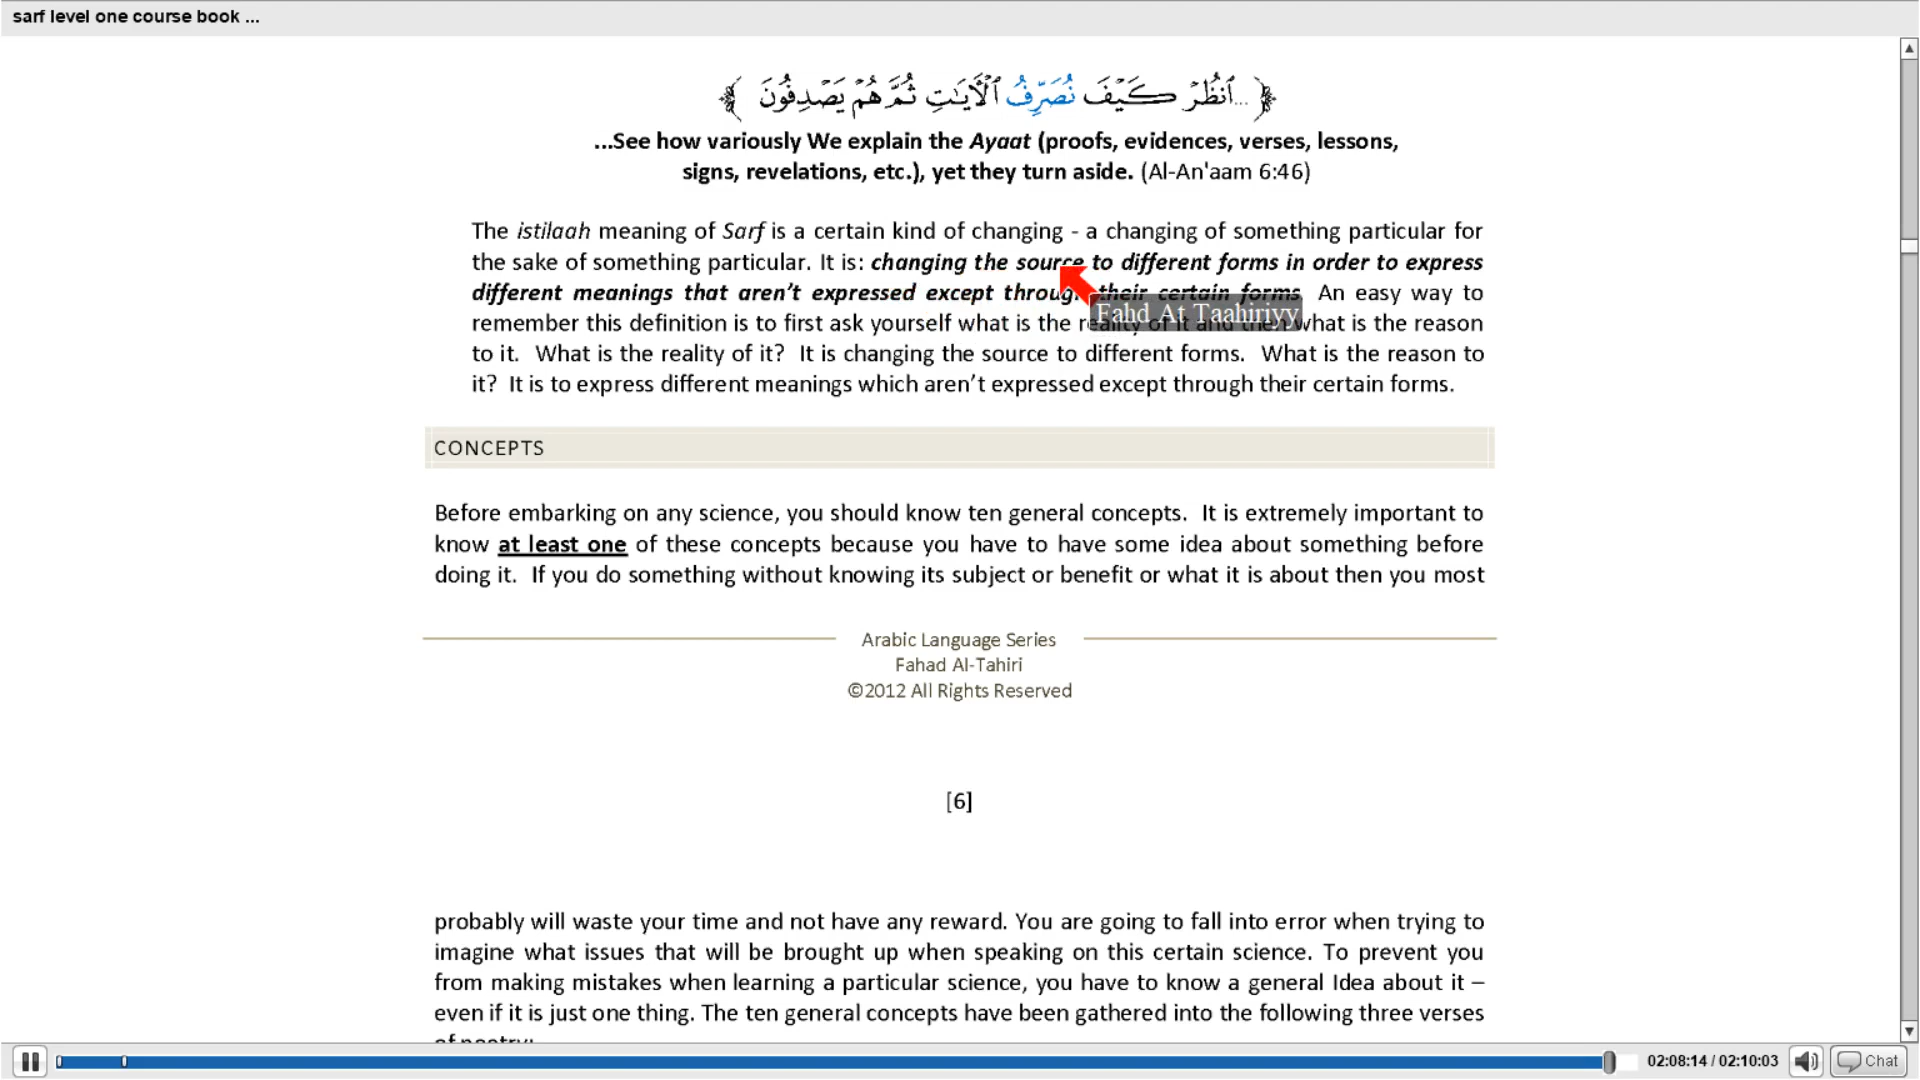 sarf level one course book ...
﴿ ...ٱنظُرْ كَيْفَ نُصَرِّفُ ٱلْءَايَٰتِ ثُمَّ هُمْ يَصْدِفُونَ ﴾
...See how variously We explain the Ayaat (proofs, evidences, verses, lessons,
signs, revelations, etc.), yet they turn aside. (Al-An'aam 6:46)
The istilaah meaning of Sarf is a certain kind of changing - a changing of something particular for
the sake of something particular. It is: changing the source to different forms in order to express
different meanings that aren’t expressed except through their certain forms. An easy way to
Fahd At Taahiriyy
remember this definition is to first ask yourself what is the reality of it and then what is the reason
to it. What is the reality of it? It is changing the source to different forms. What is the reason to
it? It is to express different meanings which aren’t expressed except through their certain forms.
CONCEPTS
Before embarking on any science, you should know ten general concepts. It is extremely important to
know at least one of these concepts because you have to have some idea about something before
doing it. If you do something without knowing its subject or benefit or what it is about then you most
Arabic Language Series
Fahad Al-Tahiri
©2012 All Rights Reserved
[6]
probably will waste your time and not have any reward. You are going to fall into error when trying to
imagine what issues that will be brought up when speaking on this certain science. To prevent you
from making mistakes when learning a particular science, you have to know a general Idea about it –
even if it is just one thing. The ten general concepts have been gathered into the following three verses
of poetry:
02:08:14 / 02:10:03
Chat